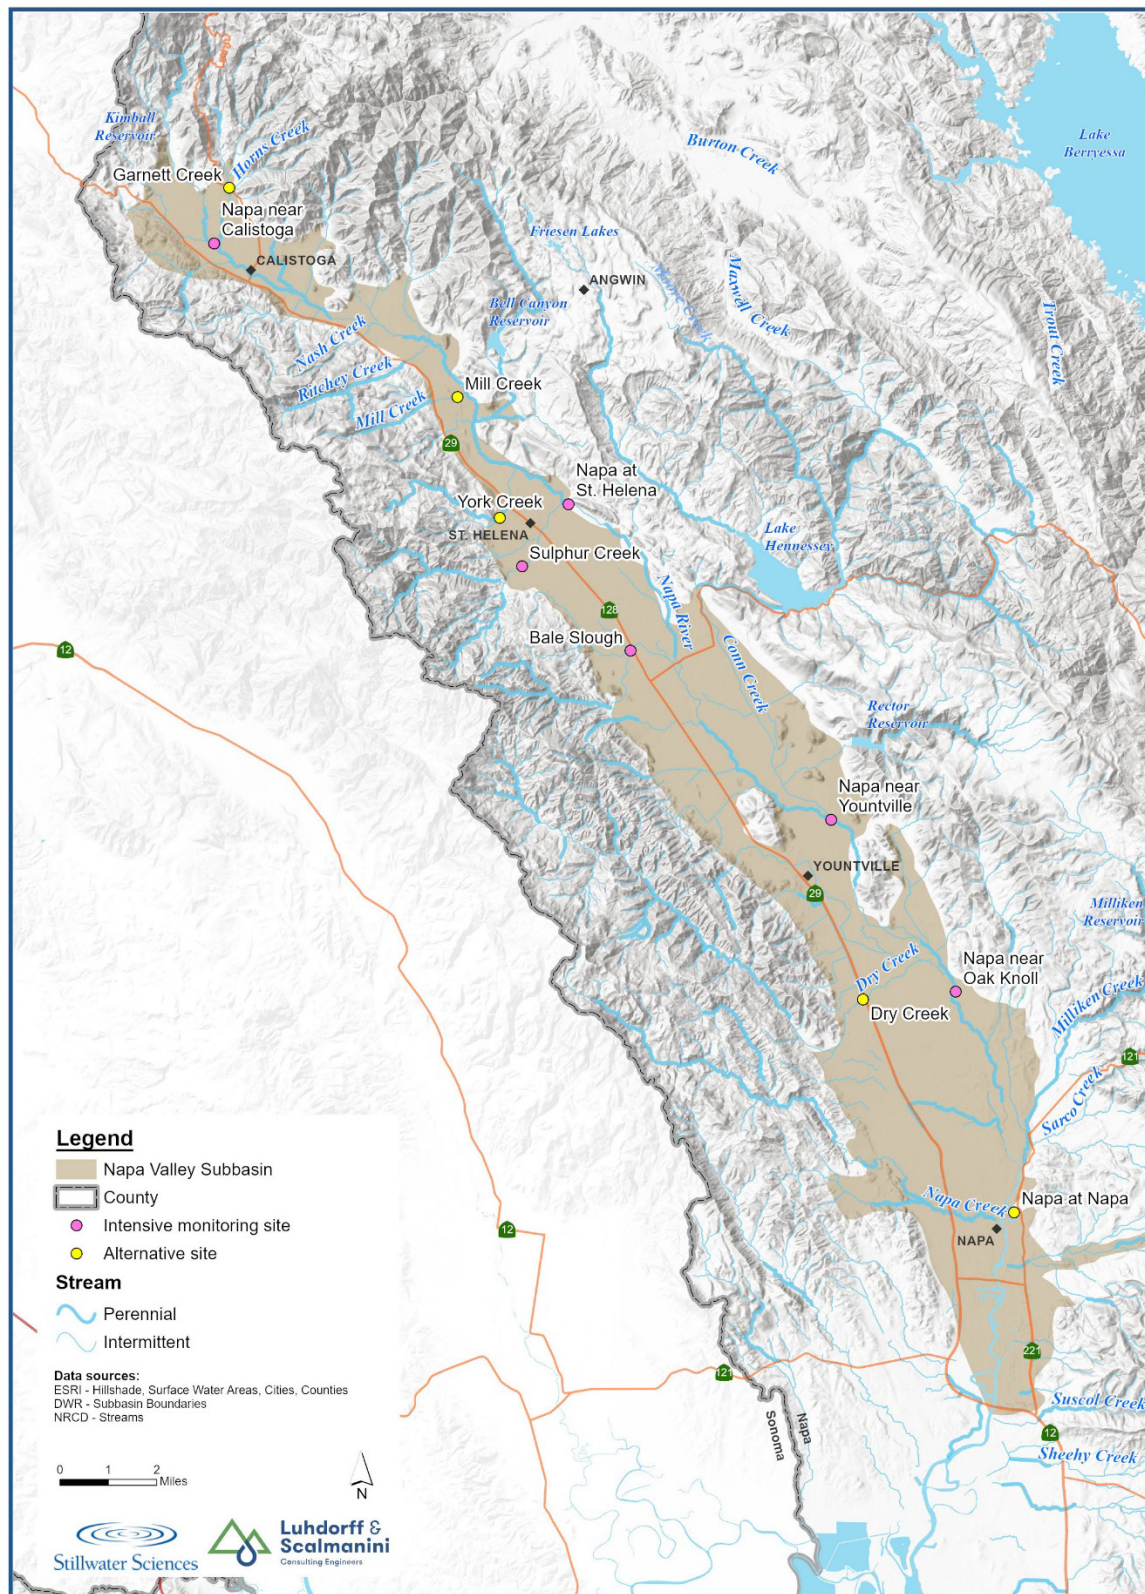 Kimball
Reservoir
Horns Creek
Garnett Creek
Napa near
Calistoga
CALISTOGA
Burton Creek
Lake
Berryessa
Friesen Lakes
ANGWIN
Moore Creek
Maxwell Creek
Trout Creek
Bell Canyon
Reservoir
Nash Creek
Ritchey Creek
Mill Creek
Mill Creek
29
Napa at
St. Helena
York Creek
ST. HELENA
Sulphur Creek
Lake
Hennessey
Napa River
128
Bale Slough
Conn Creek
12
Rector
Reservoir
Napa near
Yountville
YOUNTVILLE
29
Milliken
Reservoir
Napa near
Oak Knoll
Dry Creek
Dry Creek
Milliken Creek
121
Sarco Creek
Napa Creek
Napa at Napa
NAPA
12
221
121
Suscol Creek
12
Sheehy Creek
Sonoma
Napa
Legend
Napa Valley Subbasin
County
Intensive monitoring site
Alternative site
Stream
Perennial
Intermittent
Data sources:
ESRI - Hillshade, Surface Water Areas, Cities, Counties
DWR - Subbasin Boundaries
NRCD - Streams
0 1 2
Miles
N
Stillwater Sciences
Luhdorff &
Scalmanini
Consulting Engineers